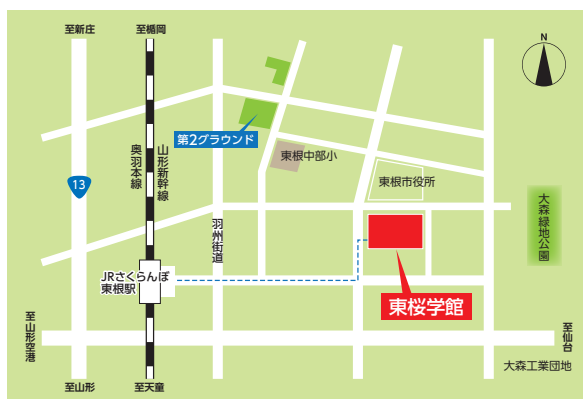 至新庄
至楯岡
N
第2グラウンド
東根中部小
奥羽本線
山形新幹線
13
東根市役所
大森緑地公園
羽州街道
JRさくらんぼ
東根駅
東桜学館
至山形空港
至仙台
大森工業団地
至山形
至天童